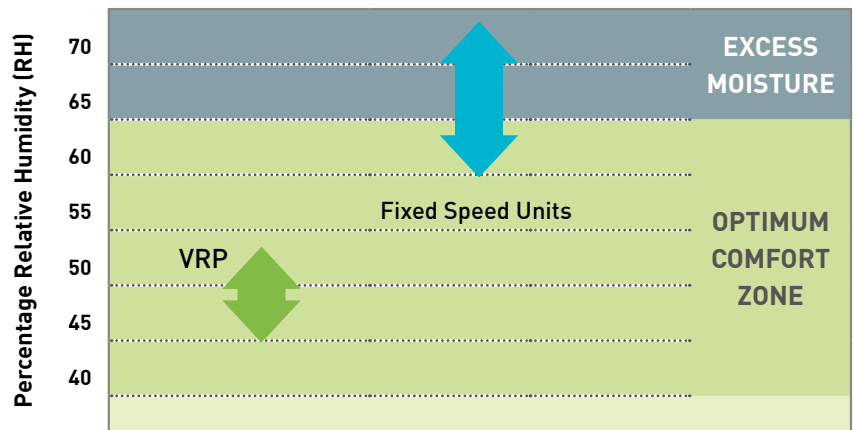 Percentage Relative Humidity (RH)
70
65
60
55
50
45
40
EXCESS
MOISTURE
Fixed Speed Units
VRP
OPTIMUM
COMFORT
ZONE